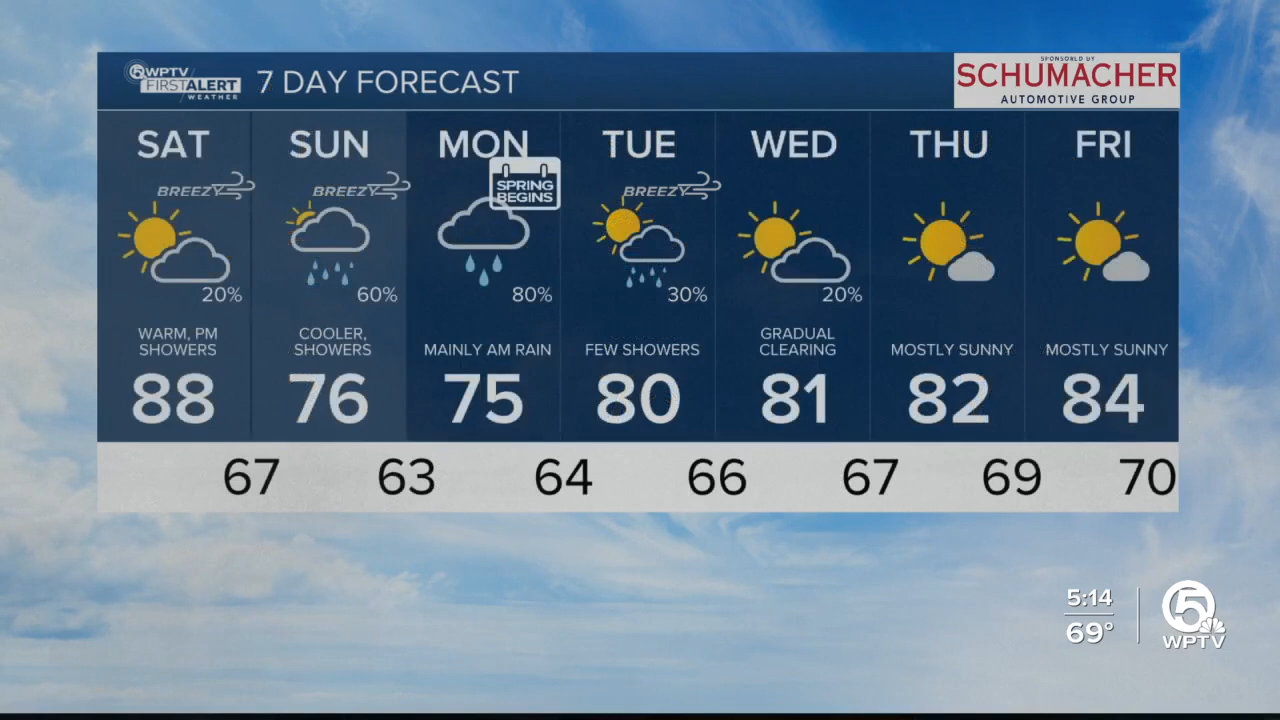 5 WPTV
FIRST ALERT
WEATHER
7 DAY FORECAST
SPONSORED BY
SCHUMACHER
AUTOMOTIVE GROUP
SAT
BREEZY
20%
WARM, PM
SHOWERS
88
SUN
BREEZY
60%
COOLER,
SHOWERS
76
MON
SPRING
BEGINS
80%
MAINLY AM RAIN
75
TUE
BREEZY
30%
FEW SHOWERS
80
WED
20%
GRADUAL
CLEARING
81
THU
MOSTLY SUNNY
82
FRI
MOSTLY SUNNY
84
67 63 64 66 67 69 70
5:14
69°
5
WPTV